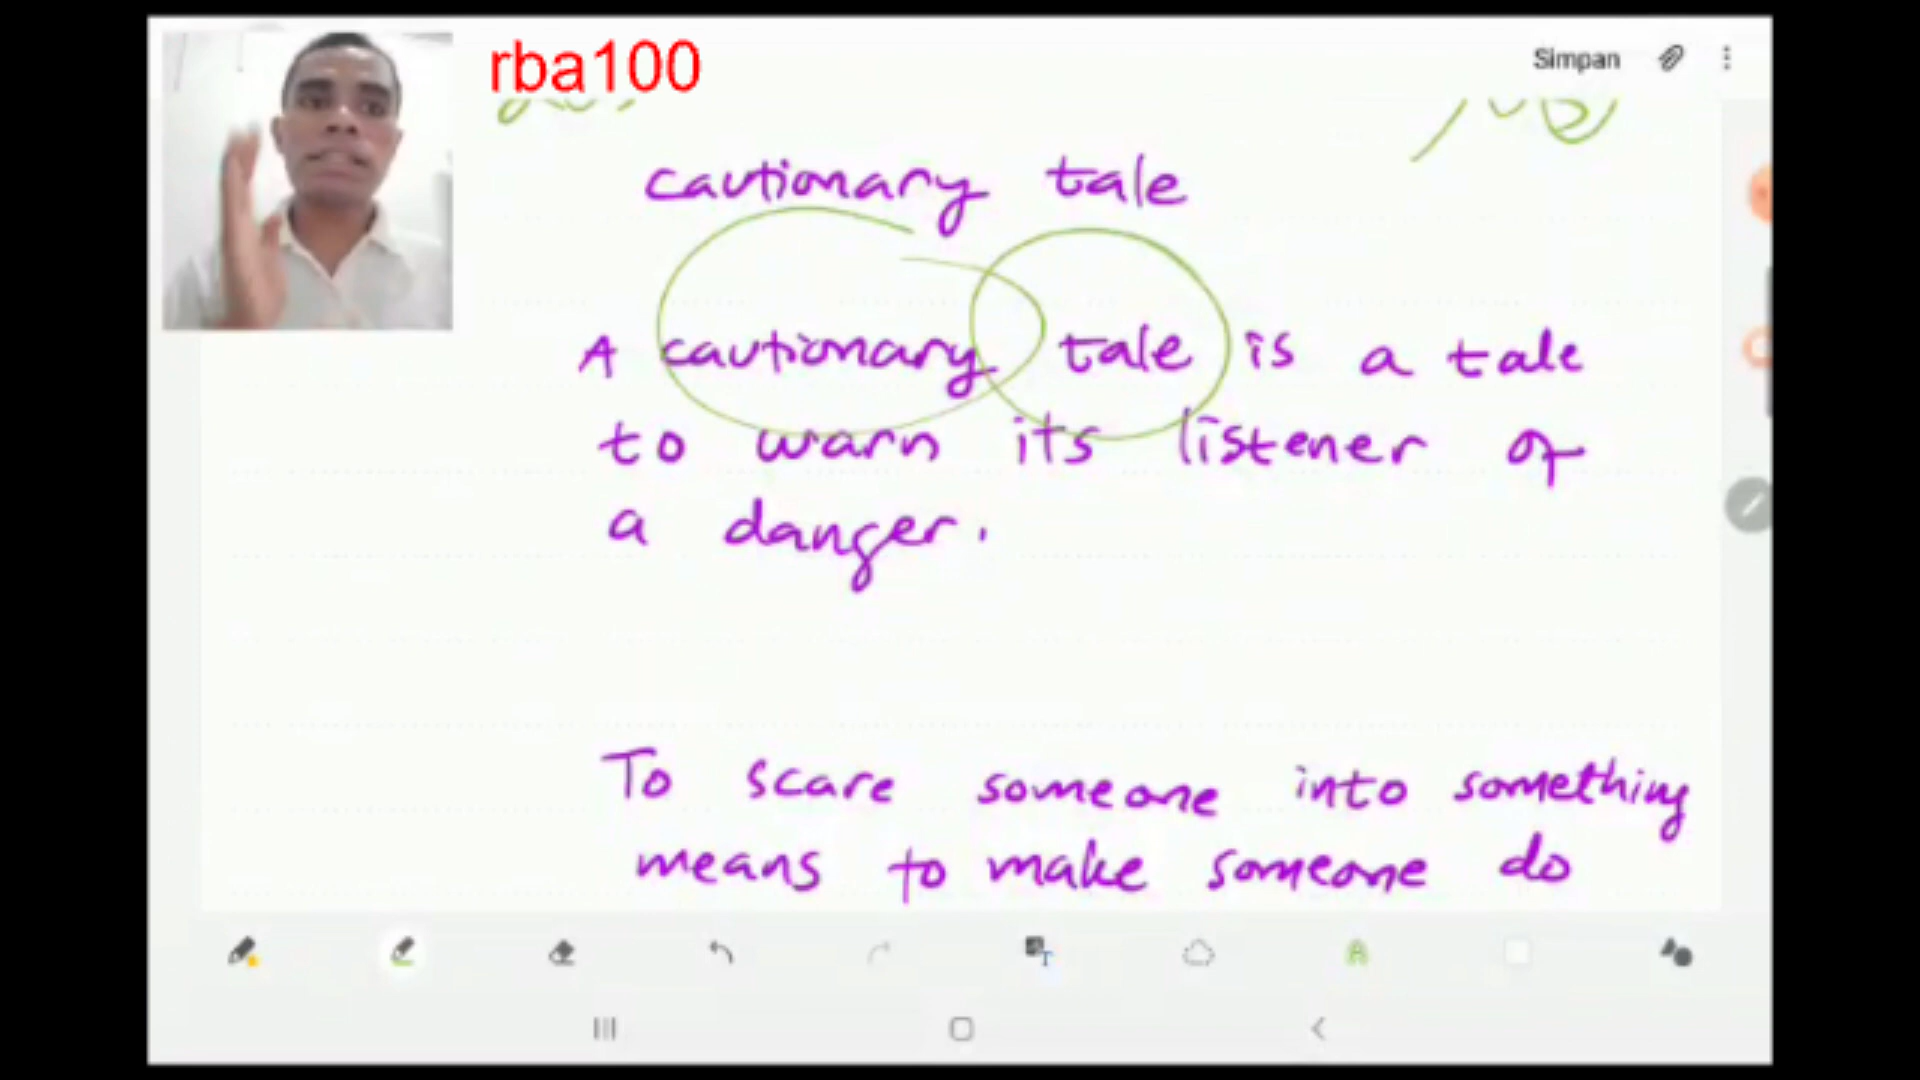 rba100
Simpan
cautionary tale
A cautionary tale is a tale
to warn its listener of
a danger.
To scare someone into something
means to make someone do